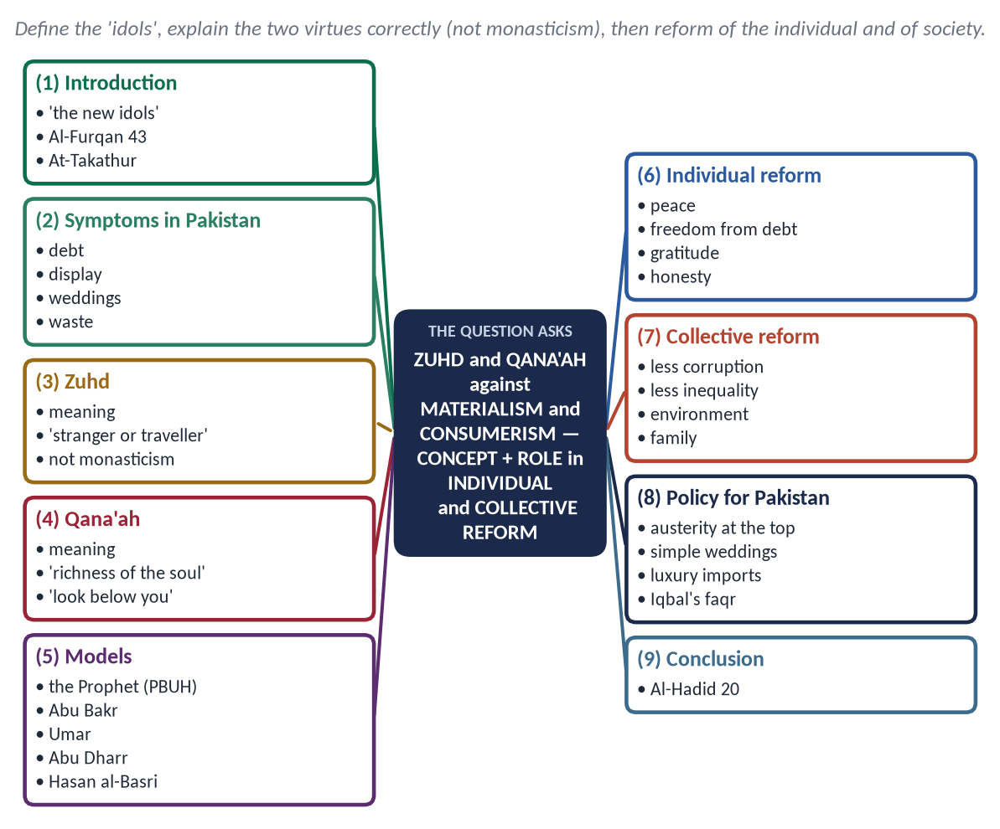 Define the 'idols', explain the two virtues correctly (not monasticism), then reform of the individual and of society.
(1) Introduction
• 'the new idols'
• Al-Furqan 43
• At-Takathur
(2) Symptoms in Pakistan
• debt
• display
• weddings
• waste
(3) Zuhd
• meaning
• 'stranger or traveller'
• not monasticism
(4) Qana'ah
• meaning
• 'richness of the soul'
• 'look below you'
(5) Models
• the Prophet (PBUH)
• Abu Bakr
• Umar
• Abu Dharr
• Hasan al-Basri
THE QUESTION ASKS
ZUHD and QANA'AH
against
MATERIALISM and
CONSUMERISM —
CONCEPT + ROLE in
INDIVIDUAL
and COLLECTIVE
REFORM
(6) Individual reform
• peace
• freedom from debt
• gratitude
• honesty
(7) Collective reform
• less corruption
• less inequality
• environment
• family
(8) Policy for Pakistan
• austerity at the top
• simple weddings
• luxury imports
• Iqbal's faqr
(9) Conclusion
• Al-Hadid 20